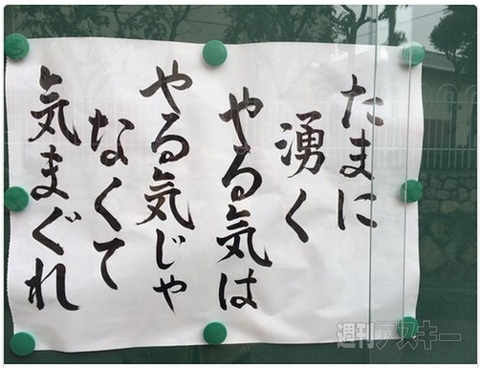 たまに
湧く
やる気は
やる気じゃ
なくて
気まぐれ
週刊アスキー